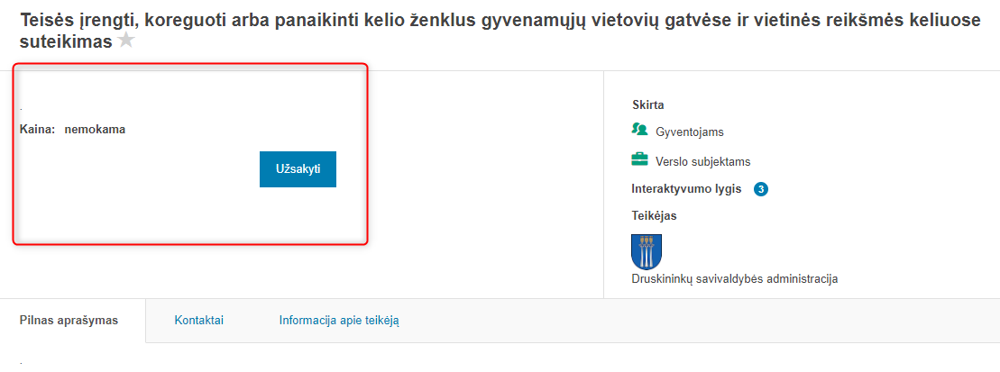 Teisės įrengti, koreguoti arba panaikinti kelio ženklus gyvenamųjų vietovių gatvėse ir vietinės reikšmės keliuose
suteikimas
.
Kaina: nemokama
Užsakyti
Skirta
Gyventojams
Verslo subjektams
Interaktyvumo lygis 3
Teikėjas
Druskininkų savivaldybės administracija
Pilnas aprašymas Kontaktai Informacija apie teikėją
.